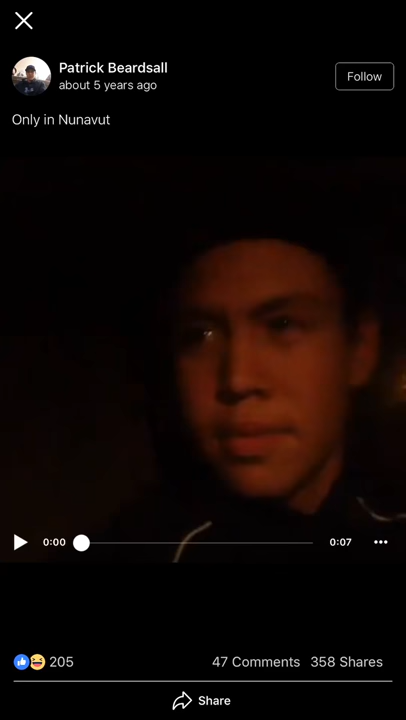 Patrick Beardsall
about 5 years ago
Follow
Only in Nunavut
0:00
0:07
205
47 Comments 358 Shares
Share